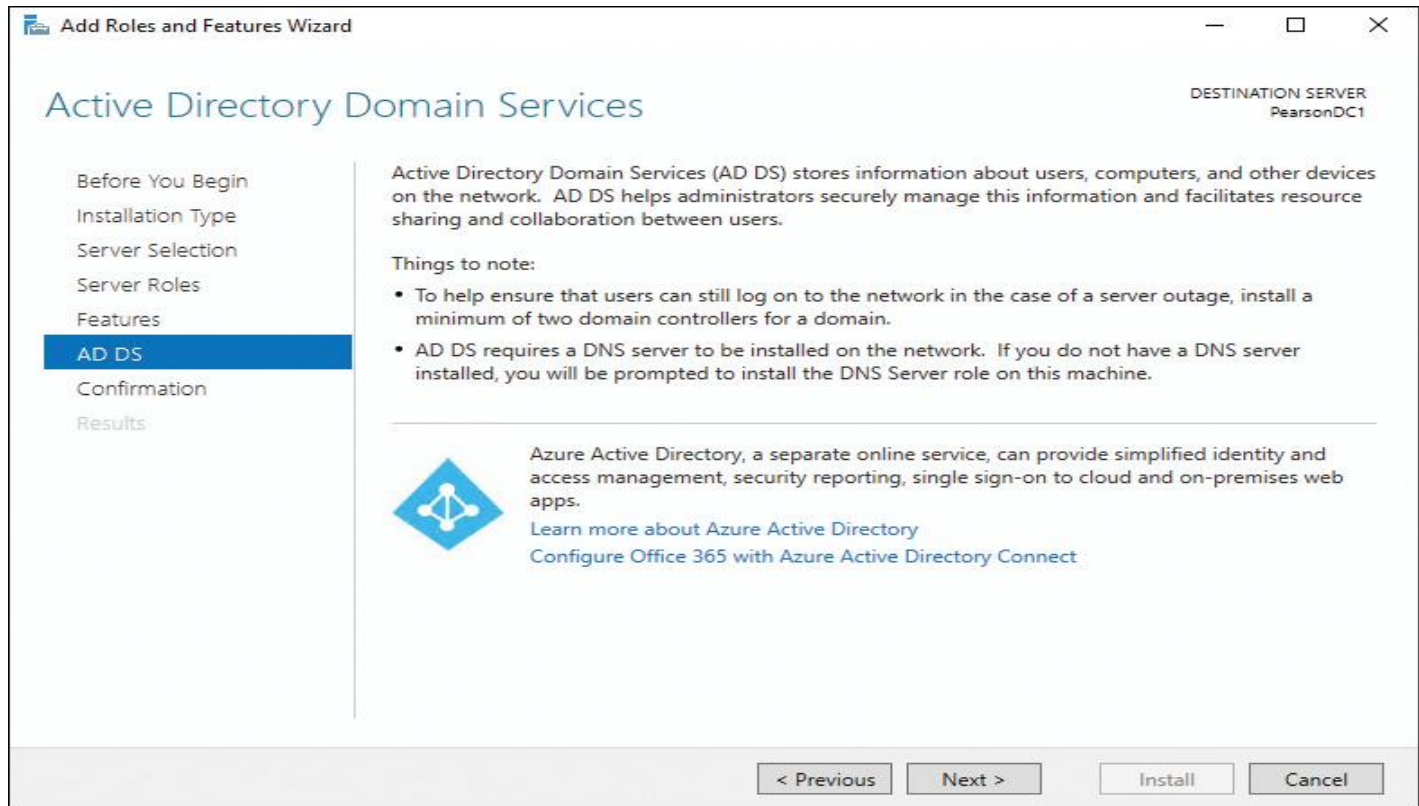 Add Roles and Features Wizard
Active Directory Domain Services
DESTINATION SERVER
PearsonDC1
Before You Begin
Installation Type
Server Selection
Server Roles
Features
AD DS
Confirmation
Results
Active Directory Domain Services (AD DS) stores information about users, computers, and other devices
on the network.  AD DS helps administrators securely manage this information and facilitates resource
sharing and collaboration between users.
Things to note:
• To help ensure that users can still log on to the network in the case of a server outage, install a
minimum of two domain controllers for a domain.
• AD DS requires a DNS server to be installed on the network.  If you do not have a DNS server
installed, you will be prompted to install the DNS Server role on this machine.
Azure Active Directory, a separate online service, can provide simplified identity and
access management, security reporting, single sign-on to cloud and on-premises web
apps.
Learn more about Azure Active Directory
Configure Office 365 with Azure Active Directory Connect
< Previous
Next >
Install
Cancel